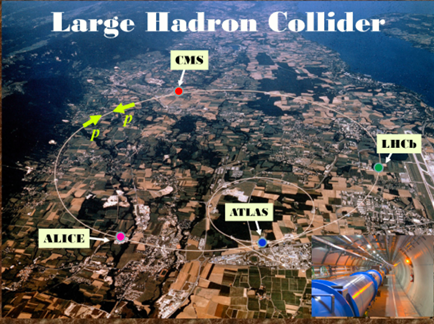 Large Hadron Collider
CMS
p
p
LHCb
ATLAS
ALICE